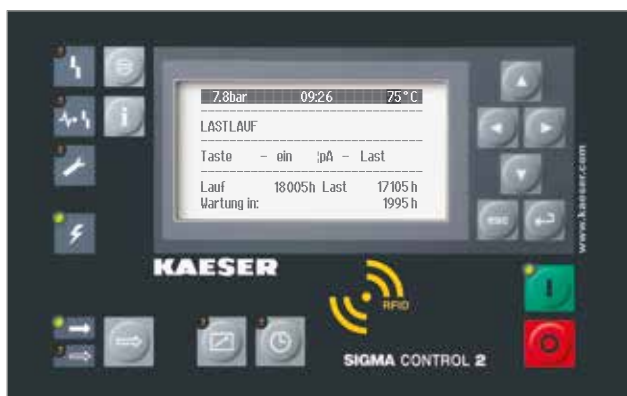 7.8bar 09:26 75°C
LASTLAUF
Taste - ein ¦pA - Last
Lauf 18005h Last 17105h
Wartung in: 1995h
esc
www.kaeser.com
KAESER
RFID
SIGMA CONTROL 2